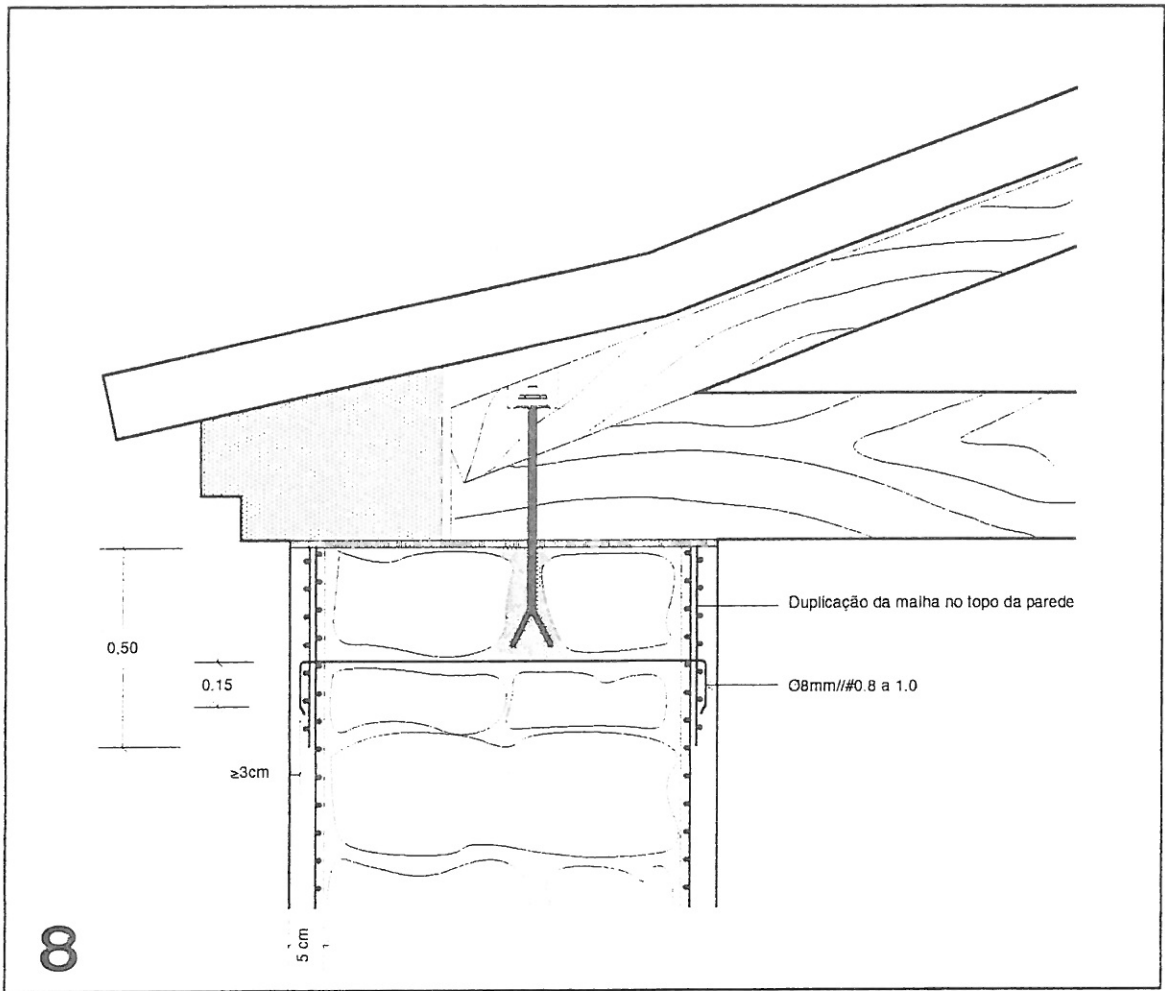 Duplicação da malha no topo da parede
0,50
0.15
Ø8mm//#0.8 a 1.0
≥3cm
5 cm
8